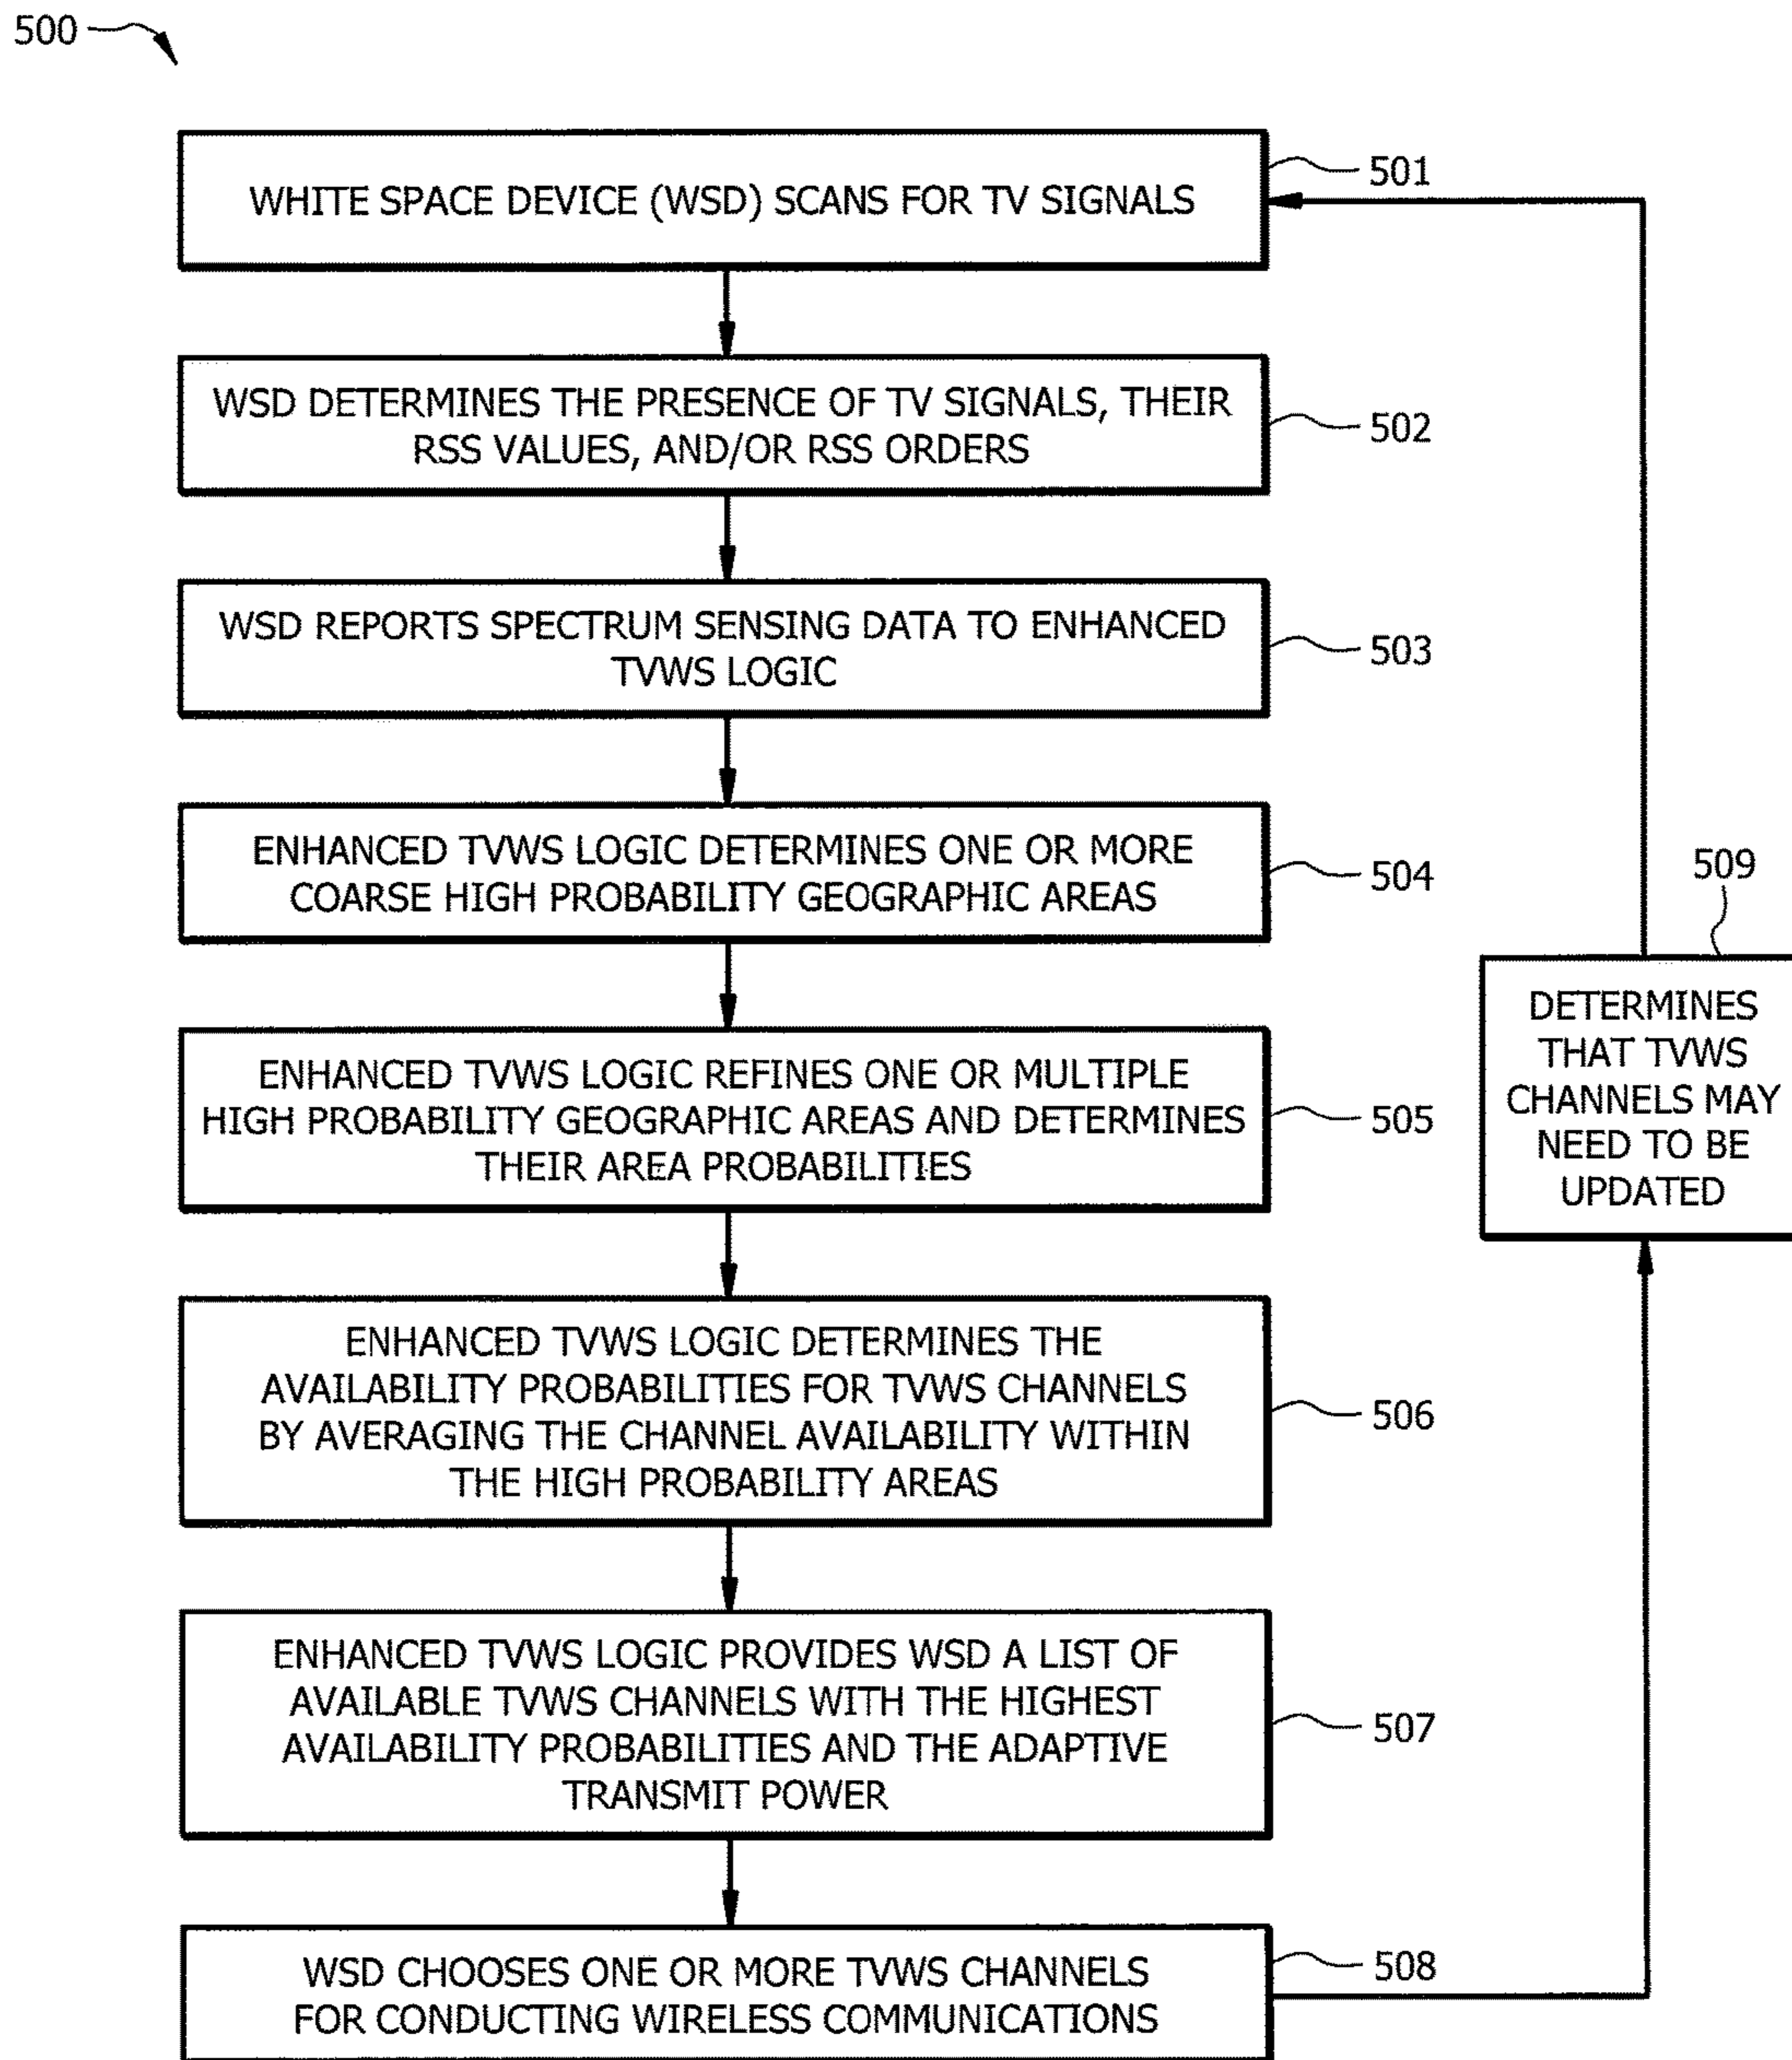 500
WHITE SPACE DEVICE (WSD) SCANS FOR TV SIGNALS
501
WSD DETERMINES THE PRESENCE OF TV SIGNALS, THEIR
RSS VALUES, AND/OR RSS ORDERS
502
WSD REPORTS SPECTRUM SENSING DATA TO ENHANCED
TVWS LOGIC
503
ENHANCED TVWS LOGIC DETERMINES ONE OR MORE
COARSE HIGH PROBABILITY GEOGRAPHIC AREAS
504
ENHANCED TVWS LOGIC REFINES ONE OR MULTIPLE
HIGH PROBABILITY GEOGRAPHIC AREAS AND DETERMINES
THEIR AREA PROBABILITIES
505
ENHANCED TVWS LOGIC DETERMINES THE
AVAILABILITY PROBABILITIES FOR TVWS CHANNELS
BY AVERAGING THE CHANNEL AVAILABILITY WITHIN
THE HIGH PROBABILITY AREAS
506
ENHANCED TVWS LOGIC PROVIDES WSD A LIST OF
AVAILABLE TVWS CHANNELS WITH THE HIGHEST
AVAILABILITY PROBABILITIES AND THE ADAPTIVE
TRANSMIT POWER
507
WSD CHOOSES ONE OR MORE TVWS CHANNELS
FOR CONDUCTING WIRELESS COMMUNICATIONS
508
509
DETERMINES
THAT TVWS
CHANNELS MAY
NEED TO BE
UPDATED